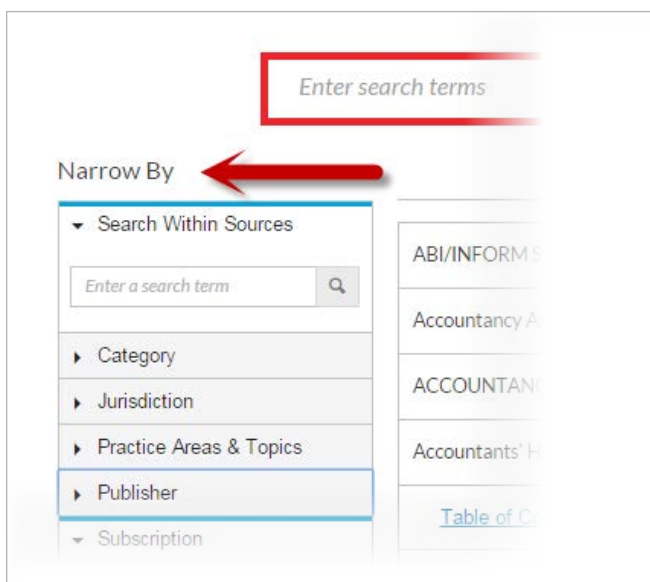 Enter search terms
Narrow By
Search Within Sources
Enter a search term
Category
Jurisdiction
Practice Areas & Topics
Publisher
Subscription
ABI/INFORM
Accountancy
Accountants'
Table of